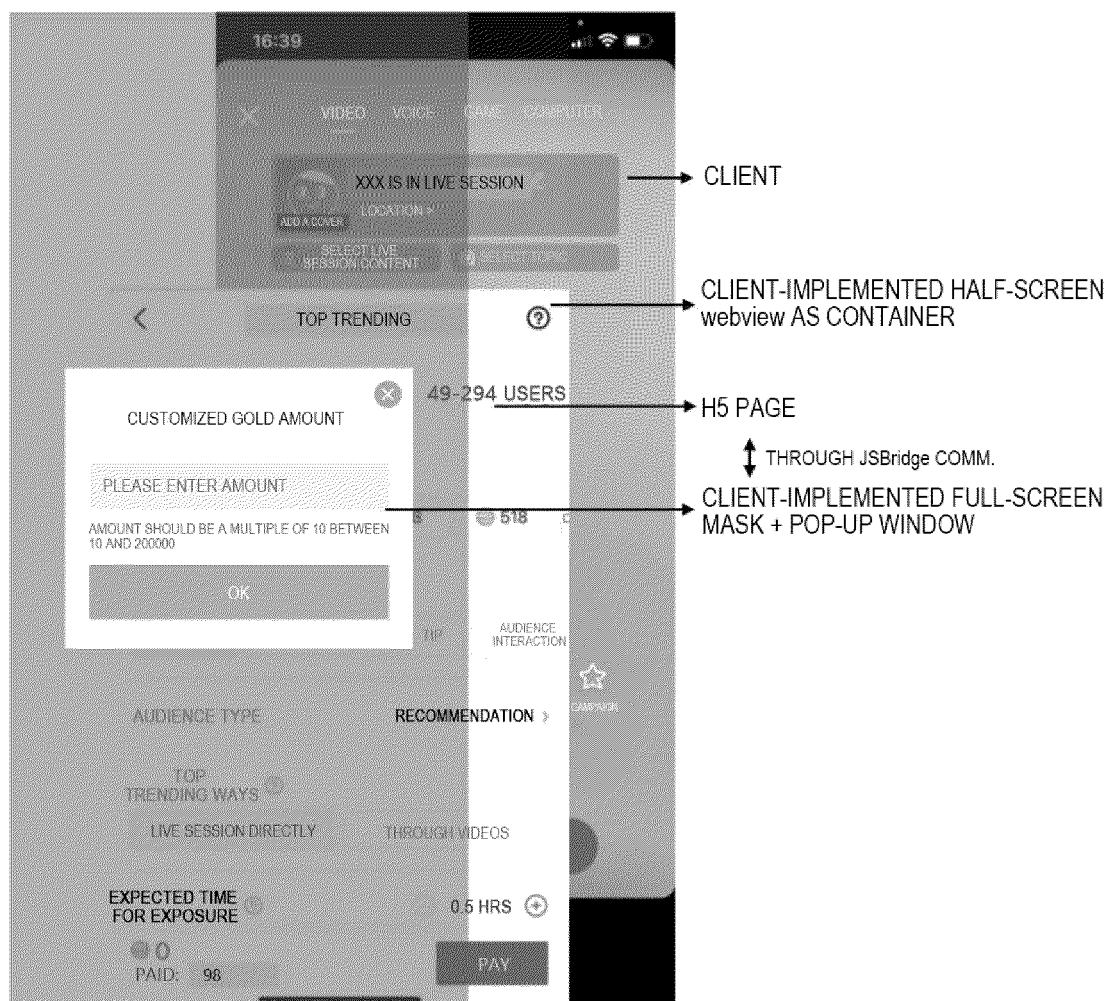 16:39
VIDEO VOICE GAME COMPUTER
XXX IS IN LIVE SESSION
LOCATION >
ADD A COVER
SELECT LIVE
SESSION CONTENT
SELECT TOPIC
CLIENT
TOP TRENDING
CLIENT-IMPLEMENTED HALF-SCREEN
webview AS CONTAINER
49-294 USERS
H5 PAGE
THROUGH JSBridge COMM.
CUSTOMIZED GOLD AMOUNT
PLEASE ENTER AMOUNT
CLIENT-IMPLEMENTED FULL-SCREEN
MASK + POP-UP WINDOW
518
AMOUNT SHOULD BE A MULTIPLE OF 10 BETWEEN
10 AND 200000
OK
TIP
AUDIENCE
INTERACTION
CAMPAIGN
AUDIENCE TYPE
RECOMMENDATION >
TOP
TRENDING WAYS
LIVE SESSION DIRECTLY
THROUGH VIDEOS
EXPECTED TIME
FOR EXPOSURE
0.5 HRS
0
PAID: 98
PAY